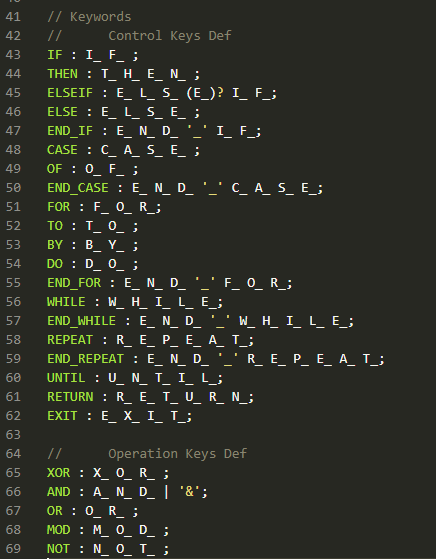 41 // Keywords
42 //      Control Keys Def
43 IF : I_ F_ ;
44 THEN : T_ H_ E_ N_ ;
45 ELSEIF : E_ L_ S_ (E_)? I_ F_;
46 ELSE : E_ L_ S_ E_ ;
47 END_IF : E_ N_ D_ '_' I_ F_;
48 CASE : C_ A_ S_ E_ ;
49 OF : O_ F_ ;
50 END_CASE : E_ N_ D_ '_' C_ A_ S_ E_;
51 FOR : F_ O_ R_;
52 TO : T_ O_ ;
53 BY : B_ Y_ ;
54 DO : D_ O_ ;
55 END_FOR : E_ N_ D_ '_' F_ O_ R_;
56 WHILE : W_ H_ I_ L_ E_;
57 END_WHILE : E_ N_ D_ '_' W_ H_ I_ L_ E_;
58 REPEAT : R_ E_ P_ E_ A_ T_;
59 END_REPEAT : E_ N_ D_ '_' R_ E_ P_ E_ A_ T_;
60 UNTIL : U_ N_ T_ I_ L_;
61 RETURN : R_ E_ T_ U_ R_ N_;
62 EXIT : E_ X_ I_ T_;
63
64 //      Operation Keys Def
65 XOR : X_ O_ R_ ;
66 AND : A_ N_ D_ | '&';
67 OR : O_ R_ ;
68 MOD : M_ O_ D_ ;
69 NOT : N_ O_ T_ ;